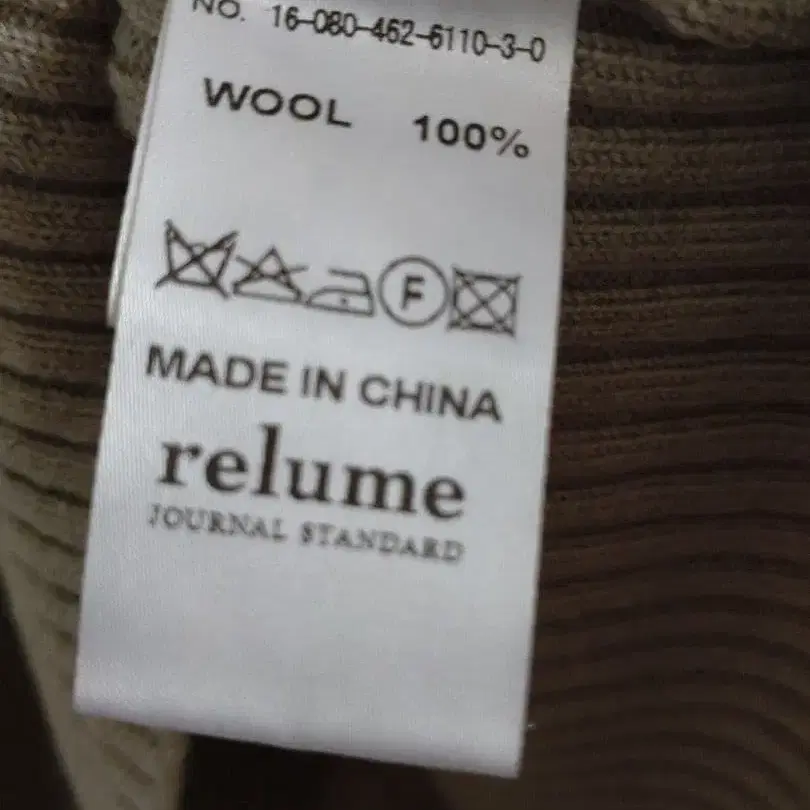 NO. 16-080-462-6110-3-0
WOOL 100%
F
MADE IN CHINA
relume
JOURNAL STANDARD